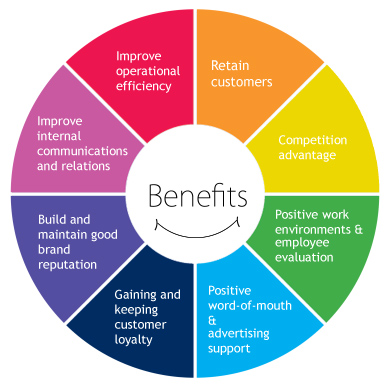 Improve
operational
efficiency
Retain
customers
Competition
advantage
Positive work
environments &
employee
evaluation
Positive
word-of-mouth
&
advertising
support
Gaining and
keeping
customer
loyalty
Build and
maintain good
brand
reputation
Improve
internal
communications
and relations
Benefits